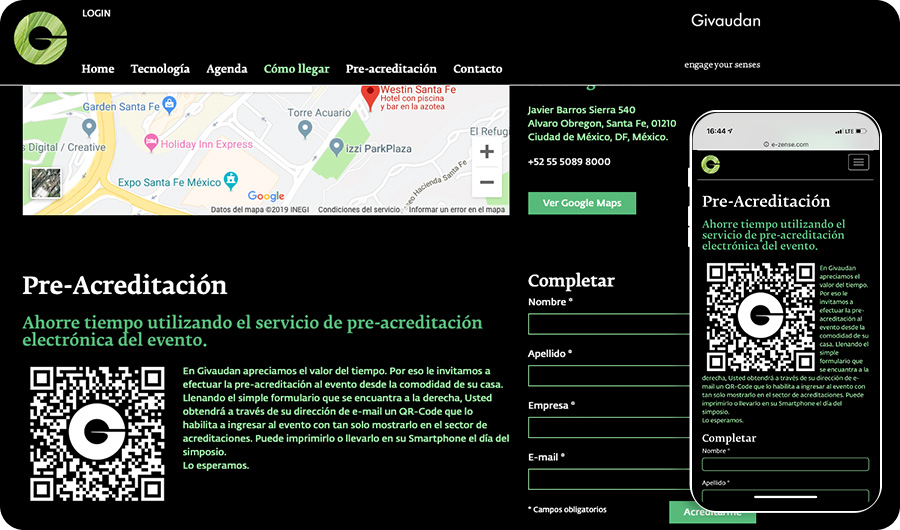 LOGIN
Givaudan
engage your senses
Home Tecnología Agenda Cómo llegar Pre-acreditación Contacto
Westin Santa Fe
Hotel con piscina
y bar en la azotea
Garden Santa Fe
Torre Acuario
s Digital / Creative
Holiday Inn Express
izzi ParkPlaza
El Refug
Expo Santa Fe México
Hacienda Santa Fe
Google
Datos del mapa ©2019 INEGI Condiciones del servicio Informar un error en el mapa
Javier Barros Sierra 540
Alvaro Obregon, Santa Fe, 01210
Ciudad de México, DF, México.
+52 55 5089 8000
Ver Google Maps
Pre-Acreditación
Ahorre tiempo utilizando el servicio de pre-acreditación
electrónica del evento.
En Givaudan apreciamos el valor del tiempo. Por eso le invitamos a
efectuar la pre-acreditación al evento desde la comodidad de su casa.
Llenando el simple formulario que se encuentra a la derecha, Usted
obtendrá a través de su dirección de e-mail un QR-Code que lo
habilita a ingresar al evento con tan solo mostrarlo en el sector de
acreditaciones. Puede imprimirlo o llevarlo en su Smartphone el día del
simposio.
Lo esperamos.
Completar
Nombre *
Apellido *
Empresa *
E-mail *
* Campos obligatorios
Acreditarme
16:44
LTE
e-zense.com
Pre-Acreditación
Ahorre tiempo utilizando el
servicio de pre-acreditación
electrónica del evento.
En Givaudan
apreciamos el
valor del tiempo.
Por eso le
invitamos a
efectuar la pre-
acreditación al
evento desde la
comodidad de su
casa. Llenando el
simple
formulario que
se encuentra a la
derecha, Usted obtendrá a través de su dirección de e-
mail un QR-Code que lo habilita a ingresar al evento con
tan solo mostrarlo en el sector de acreditaciones. Puede
imprimirlo o llevarlo en su Smartphone el día del
simposio.
Lo esperamos.
Completar
Nombre *
Apellido *